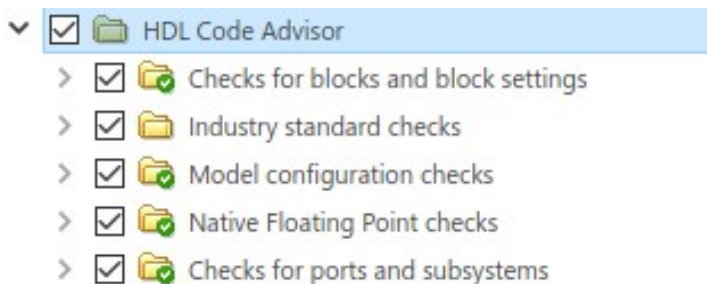 HDL Code Advisor
Checks for blocks and block settings
Industry standard checks
Model configuration checks
Native Floating Point checks
Checks for ports and subsystems